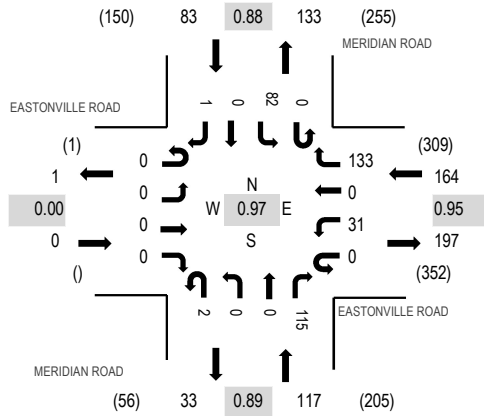 (150) 83 0.88 133 (255)
MERIDIAN ROAD
EASTONVILLE ROAD
1 0 82 0
(1) 0 133 (309)
1 0 N 0 164
0.00 W 0.97 E 0.95
0 0 S 31 197
() 0 0 (352)
2 0 0 115
EASTONVILLE ROAD
MERIDIAN ROAD
(56) 33 0.89 117 (205)